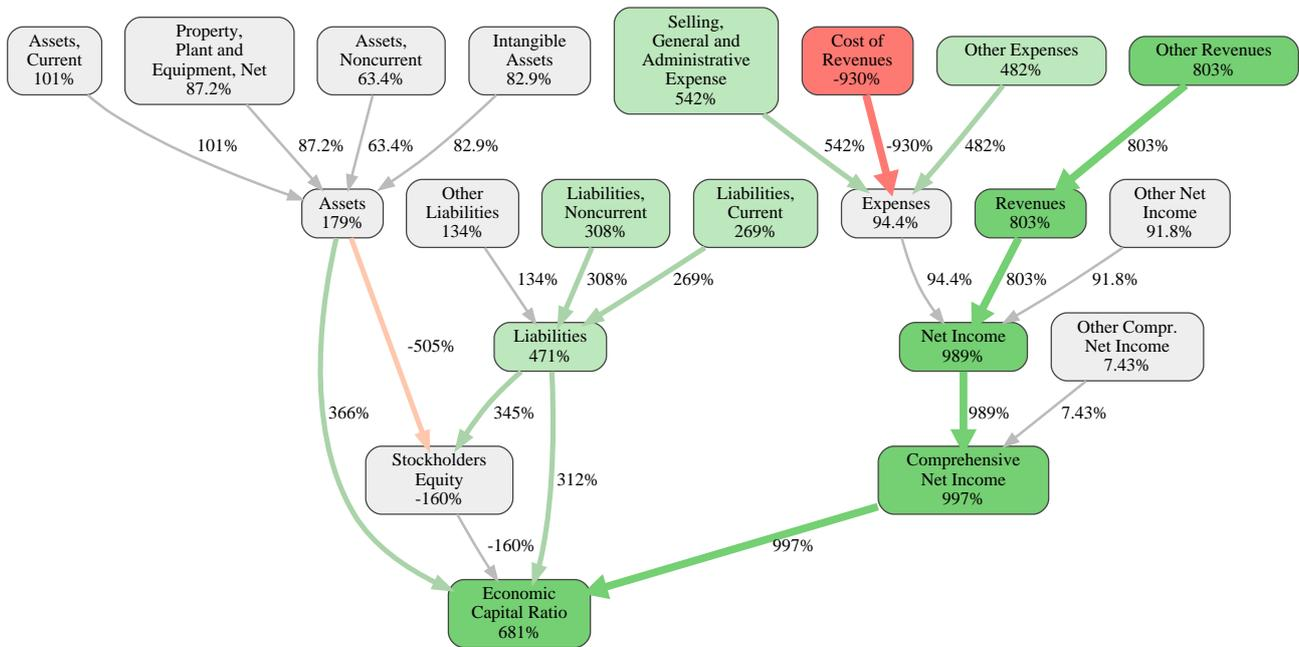 Assets,
Current
101%
Property,
Plant and
Equipment, Net
87.2%
Assets,
Noncurrent
63.4%
Intangible
Assets
82.9%
Selling,
General and
Administrative
Expense
542%
Cost of
Revenues
-930%
Other Expenses
482%
Other Revenues
803%
101%
87.2%
63.4%
82.9%
542%
-930%
482%
803%
Assets
179%
Other
Liabilities
134%
Liabilities,
Noncurrent
308%
Liabilities,
Current
269%
Expenses
94.4%
Revenues
803%
Other Net
Income
91.8%
134%
308%
269%
94.4%
803%
91.8%
Liabilities
471%
Net Income
989%
Other Compr.
Net Income
7.43%
-505%
366%
345%
989%
7.43%
Stockholders
Equity
-160%
312%
Comprehensive
Net Income
997%
-160%
997%
Economic
Capital Ratio
681%